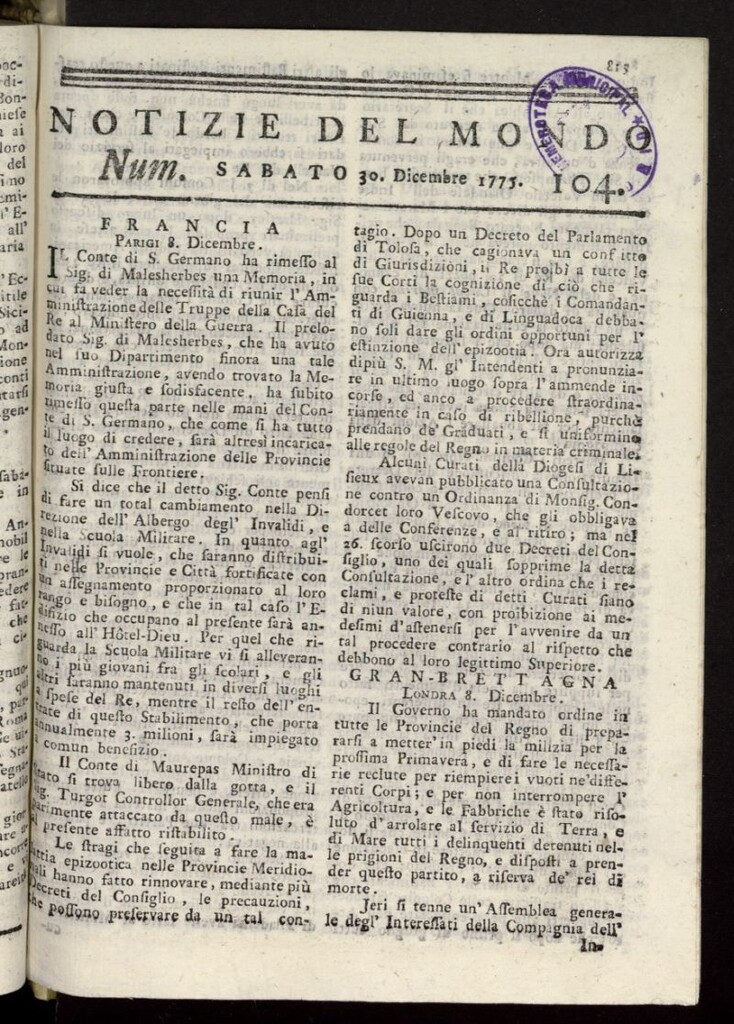 813
NOTIZIE DEL MONDO
Num. SABATO 30. Dicembre 1775. 104.
HEMEROTECA MUNICIPAL
FRANCIA
PARIGI 8. Dicembre.
IL Conte di S. Germano ha rimeſſo al
Sig. di Malesherbes una Memoria, in
cui fa veder la neceſſità di riunir l'Am-
miniſtrazione delle Truppe della Caſa del
Re al Miniſtero della Guerra. Il prelo-
dato Sig. di Malesherbes, che ha avuto
nel ſuo Dipartimento finora una tale
Amminiſtrazione, avendo trovato la Me-
moria giuſta e ſodisfacente, ha ſubito
rimeſſo queſta parte nelle mani del Con-
te di S. Germano, che come ſi ha tutto
il luogo di credere, ſarà altresì incarica-
to dell'Amminiſtrazione delle Provincie
ſituate ſulle Frontiere.
Si dice che il detto Sig. Conte penſi
di fare un total cambiamento nella Di-
rezione dell'Albergo degl'Invalidi, e
nella Scuola Militare. In quanto agl'
Invalidi ſi vuole, che ſaranno diſtribui-
ti nelle Provincie e Città fortificate con
un aſſegnamento proporzionato al loro
rango e biſogno, e che in tal caſo l'E-
difizio che occupano al preſente ſarà an-
neſſo all'Hôtel-Dieu. Per quel che ri-
guarda la Scuola Militare vi ſi alleveran-
no i più giovani fra gli ſcolari, e gli
altri ſaranno mantenuti in diverſi luoghi
a ſpeſe del Re, mentre il reſto dell'en-
trate di queſto Stabilimento, che porta
annualmente 3. milioni, ſarà impiegato
a comun benefizio.
Il Conte di Maurepas Miniſtro di
Stato ſi trova libero dalla gotta, e il
Sig. Turgot Controllor Generale, che era
parimente attaccato da queſto male, è
al preſente affatto riſtabilito.
Le ſtragi che ſeguita a fare la ma-
lattia epizootica nelle Provincie Meridio-
nali hanno fatto rinnovare, mediante più
Decreti del Conſiglio, le precauzioni,
che poſſono preſervare da un tal con-
tagio. Dopo un Decreto del Parlamento
di Toloſa, che cagionava un conflitto
di Giurisdizioni, il Re proibì a tutte le
ſue Corti la cognizione di ciò che ri-
guarda i Beſtiami, coſicchè i Comandan-
ti di Guienna, e di Linguadoca debba-
no ſoli dare gli ordini opportuni per l'
eſtinzione dell'epizootia. Ora autorizza
dipiù S. M. gl'Intendenti a pronunzia-
re in ultimo luogo ſopra l'ammende in-
corſe, ed anco a procedere ſtraordina-
riamente in caſo di ribellione, purchè
prendano de'Graduati, e ſi uniformino
alle regole del Regno in materia criminale.
Alcuni Curati della Diogeſi di Li-
ſieux avevan pubblicato una Conſultazio-
ne contro un Ordinanza di Monſig. Con-
dorcet loro Veſcovo, che gli obbligava
a delle Conferenze, e al ritiro; ma nel
26. ſcorſo uſcirono due Decreti del Con-
ſiglio, uno dei quali ſopprime la detta
Conſultazione, e l'altro ordina che i re-
clami, e proteſte di detti Curati ſiano
di niun valore, con proibizione ai me-
deſimi d'aſtenerſi per l'avvenire da un
tal procedere contrario al riſpetto che
debbono al loro legittimo Superiore.
GRAN-BRETTAGNA
LONDRA 8. Dicembre.
Il Governo ha mandato ordine in
tutte le Provincie del Regno di prepa-
rarſi a metter'in piedi la milizia per la
proſſima Primavera, e di fare le neceſſa-
rie reclute per riempiere i vuoti ne'diffe-
renti Corpi; e per non interrompere l'
Agricoltura, e le Fabbriche è ſtato riſo-
luto d'arrolare al ſervizio di Terra, e
di Mare tutti i delinquenti detenuti nel-
le prigioni del Regno, e diſpoſti a pren-
der queſto partito, a riſerva de'rei di
morte.
Jeri ſi tenne un'Aſſemblea genera-
le degl'Intereſſati della Compagnia dell'
In-